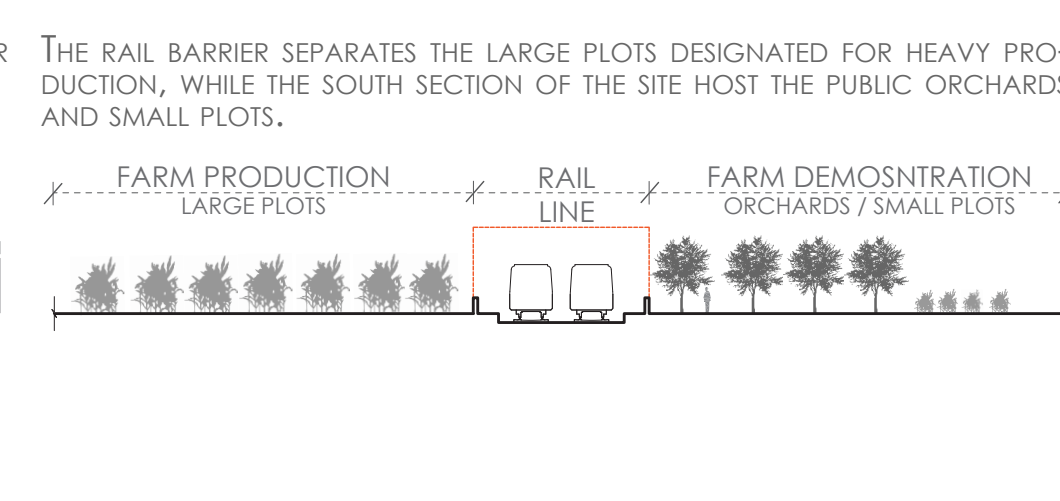 R
THE RAIL BARRIER SEPARATES THE LARGE PLOTS DESIGNATED FOR HEAVY PRO-
DUCTION, WHILE THE SOUTH SECTION OF THE SITE HOST THE PUBLIC ORCHARDS
AND SMALL PLOTS.
FARM PRODUCTION
LARGE PLOTS
RAIL
LINE
FARM DEMOSNTRATION
ORCHARDS / SMALL PLOTS